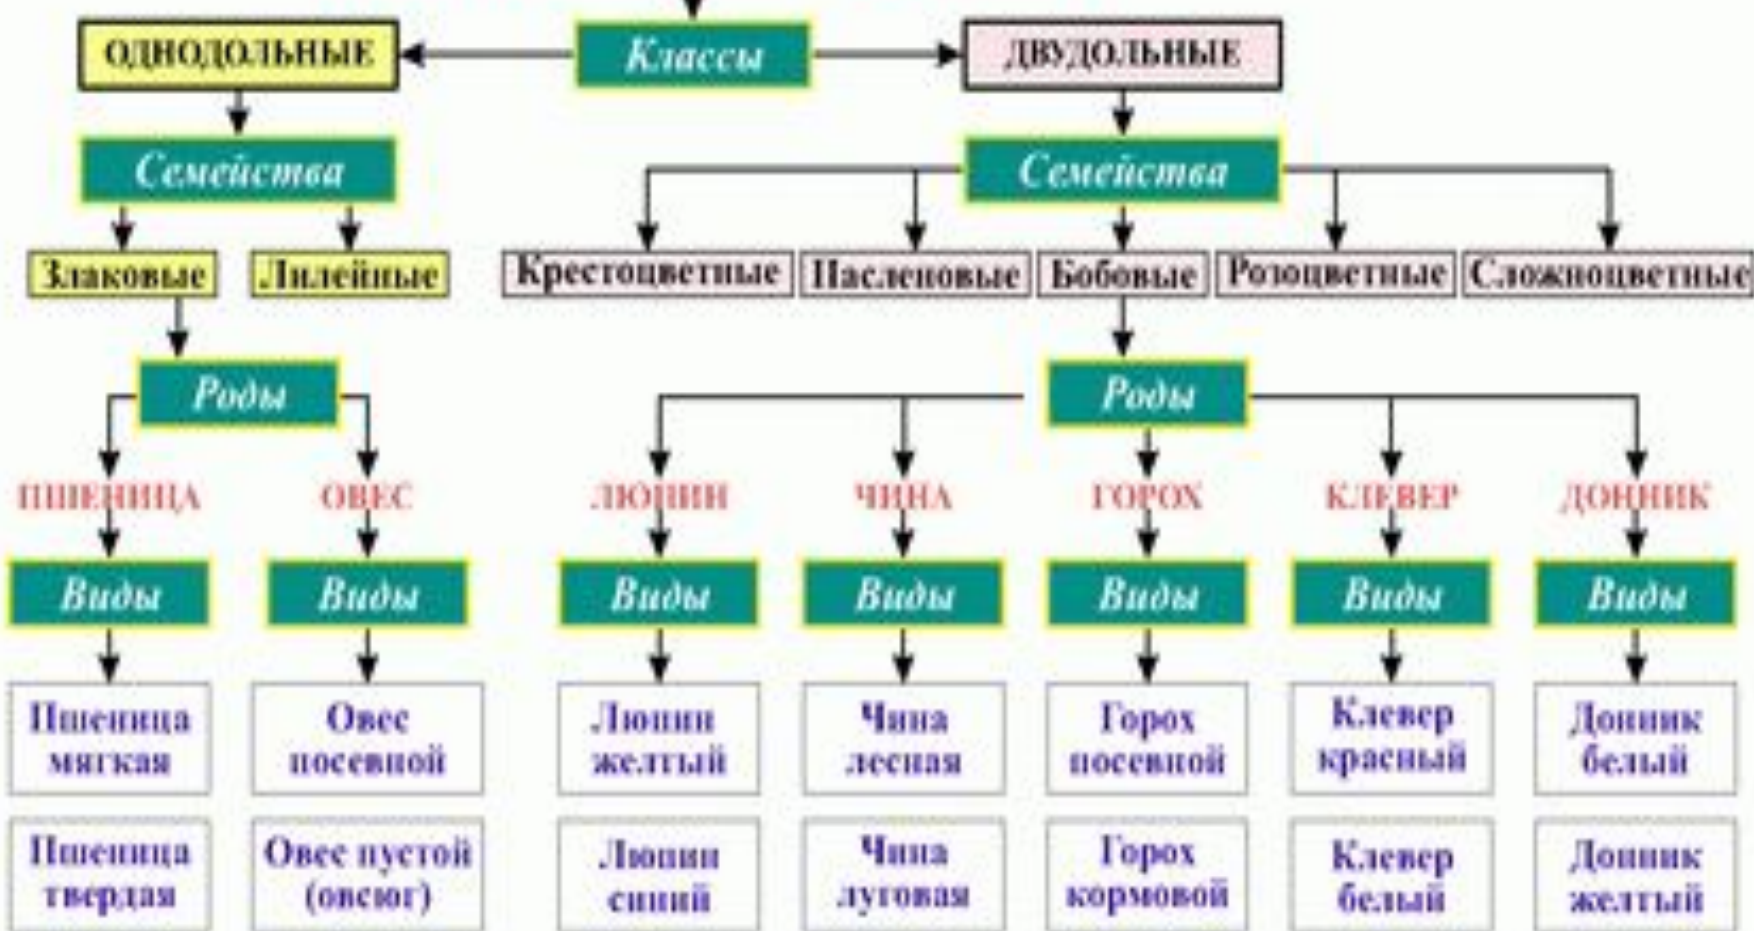 ОДНОДОЛЬНЫЕ Классы ДВУДОЛЬНЫЕ
Семейства Семейства
Злаковые Лилейные Крестоцветные Пасленовые Бобовые Розоцветные Сложноцветные
Роды Роды
ПШЕНИЦА ОВЕС ЛЮПИН ЧИНА ГОРОХ КЛЕВЕР ДОННИК
Виды Виды Виды Виды Виды Виды Виды
Пшеница Овес Люпин Чина Горох Клевер Донник
мягкая посевной желтый лесная посевной красный белый
Пшеница Овес пустой Люпин Чина Горох Клевер Донник
твердая (овсюг) синий луговая кормовой белый желтый